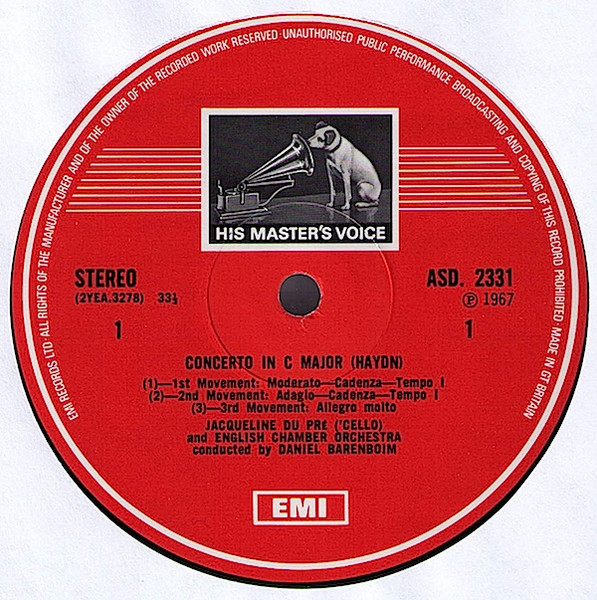 EMI RECORDS LTD · ALL RIGHTS OF THE MANUFACTURER AND OF THE OWNER OF THE RECORDED WORK RESERVED · UNAUTHORISED PUBLIC PERFORMANCE BROADCASTING AND COPYING OF THIS RECORD PROHIBITED · MADE IN GT BRITAIN
HIS MASTER'S VOICE
STEREO
(2YEA.3278) 33⅓
1
ASD. 2331
Ⓟ 1967
1
CONCERTO IN C MAJOR (HAYDN)
(1)—1st Movement: Moderato—Cadenza—Tempo I
(2)—2nd Movement: Adagio—Cadenza—Tempo I
(3)—3rd Movement: Allegro molto
JACQUELINE DU PRé ('CELLO)
and ENGLISH CHAMBER ORCHESTRA
conducted by DANIEL BARENBOIM
EMI